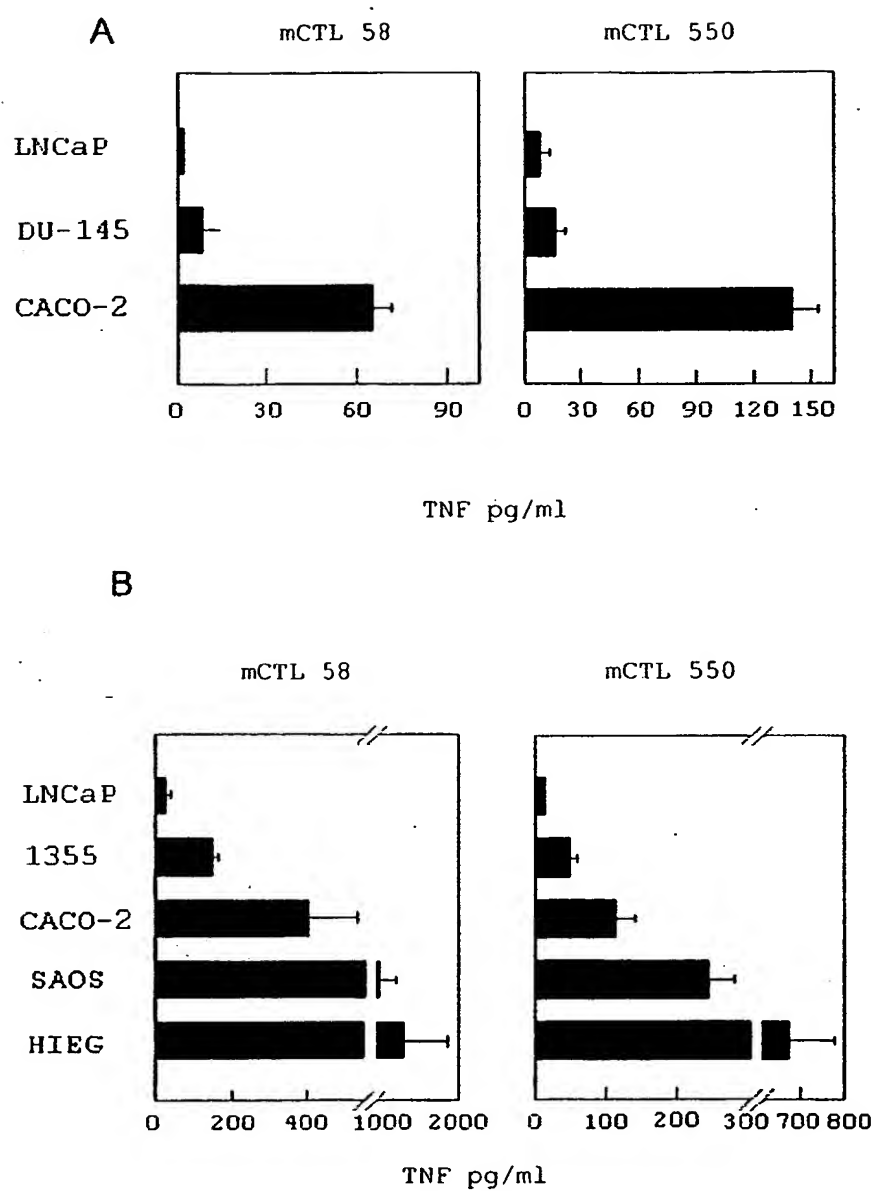 A
mCTL 58 mCTL 550
LNCaP
DU-145
CACO-2
0 30 60 90 0 30 60 90 120 150
TNF pg/ml
B
mCTL 58 mCTL 550
LNCaP
1355
CACO-2
SAOS
HIEG
0 200 400 1000 2000 0 100 200 300 700 800
TNF pg/ml